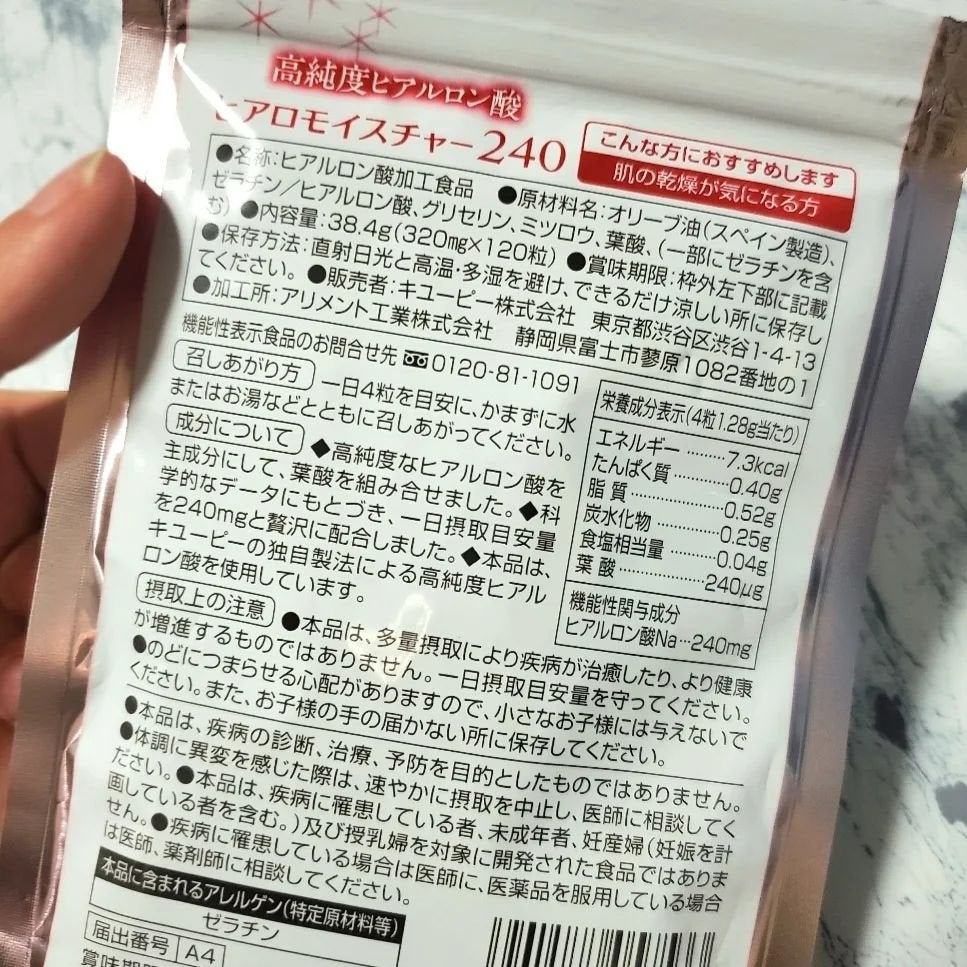 高純度ヒアルロン酸
ヒアロモイスチャー240
こんな方におすすめします
肌の乾燥が気になる方
●名称:ヒアルロン酸加工食品 ●原材料名:オリーブ油(スペイン製造)、
ゼラチン/ヒアルロン酸、グリセリン、ミツロウ、葉酸、(一部にゼラチンを含
む) ●内容量:38.4g(320mg×120粒) ●賞味期限:枠外左下部に記載
●保存方法:直射日光と高温・多湿を避け、できるだけ涼しい所に保存し
てください。 ●販売者:キユーピー株式会社 東京都渋谷区渋谷1-4-13
●加工所:アリメント工業株式会社 静岡県富士市蓼原1082番地の1
機能性表示食品のお問合せ先 0120-81-1091
召しあがり方 一日4粒を目安に、かまずに水
またはお湯などとともに召しあがってください。
成分について ◆高純度なヒアルロン酸を
主成分にして、葉酸を組み合せました。◆科
学的なデータにもとづき、一日摂取目安量
を240mgと贅沢に配合しました。◆本品は、
キユーピーの独自製法による高純度ヒアル
ロン酸を使用しています。
栄養成分表示(4粒1.28g当たり)
エネルギー………7.3kcal
たんぱく質…………0.40g
脂質…………………0.52g
炭水化物……………0.25g
食塩相当量…………0.04g
葉酸…………………240μg
機能性関与成分
ヒアルロン酸Na…240mg
摂取上の注意 ●本品は、多量摂取により疾病が治癒したり、より健康
が増進するものではありません。一日摂取目安量を守ってください。
●のどにつまらせる心配がありますので、小さなお子様には与えないで
ください。また、お子様の手の届かない所に保存してください。
●本品は、疾病の診断、治療、予防を目的としたものではありません。
●体調に異変を感じた際は、速やかに摂取を中止し、医師に相談してく
ださい。●本品は、疾病に罹患している者、未成年者、妊産婦(妊娠を計
画している者を含む。)及び授乳婦を対象に開発された食品ではありま
せん。●疾病に罹患している場合は医師に、医薬品を服用している場合
は医師、薬剤師に相談してください。
本品に含まれるアレルゲン(特定原材料等)
ゼラチン
届出番号 A4
賞味期限